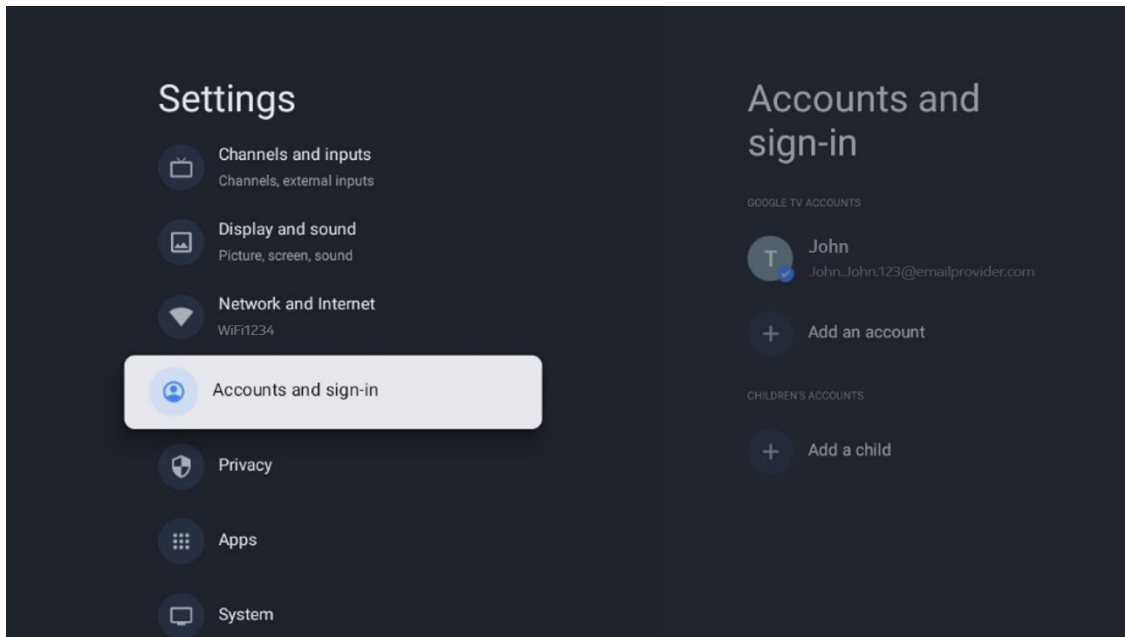 Settings
Channels and inputs
Channels, external inputs
Display and sound
Picture, screen, sound
Network and Internet
WiFi1234
Accounts and sign-in
Privacy
Apps
System
Accounts and
sign-in
GOOGLE TV ACCOUNTS
T
John
John.John.123@emailprovider.com
Add an account
CHILDREN'S ACCOUNTS
Add a child